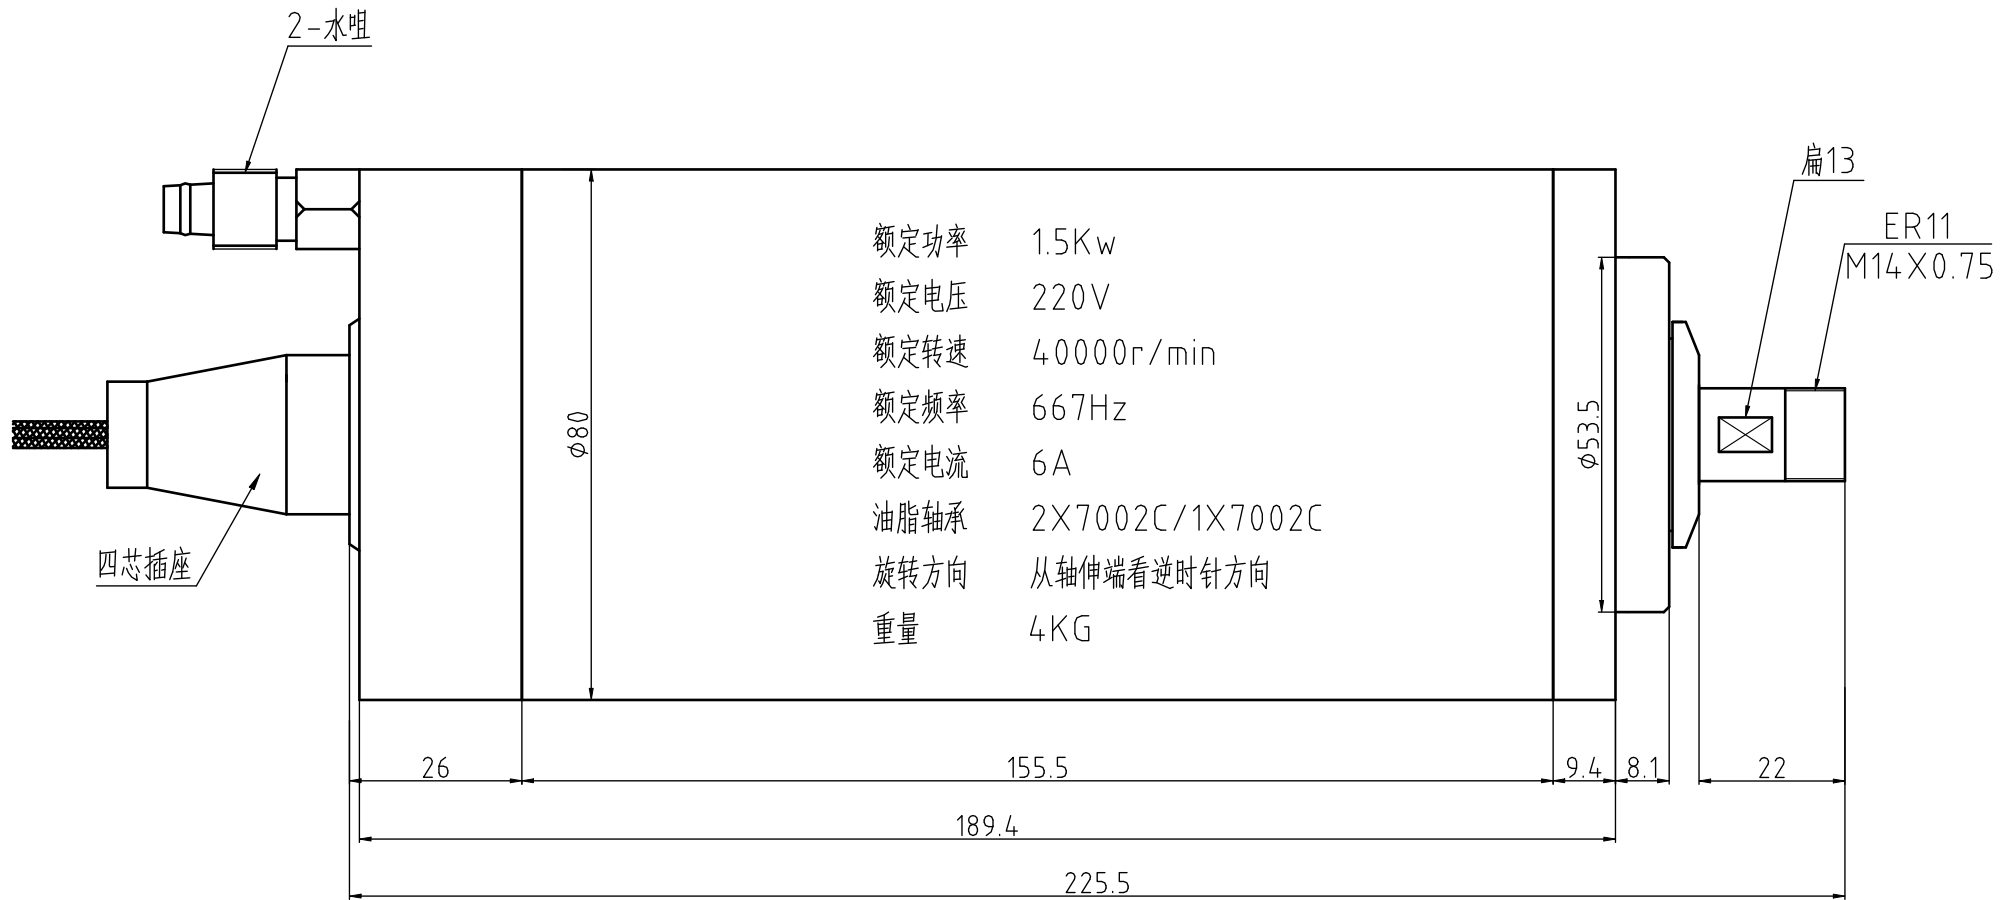 2-水咀
扁13
ER11
M14X0.75
额定功率 1.5Kw
额定电压 220V
额定转速 40000r/min
额定频率 667Hz
额定电流 6A
油脂轴承 2X7002C/1X7002C
旋转方向 从轴伸端看逆时针方向
重量 4KG
⌀80
⌀53.5
四芯插座
26
155.5
9.4
8.1
22
189.4
225.5